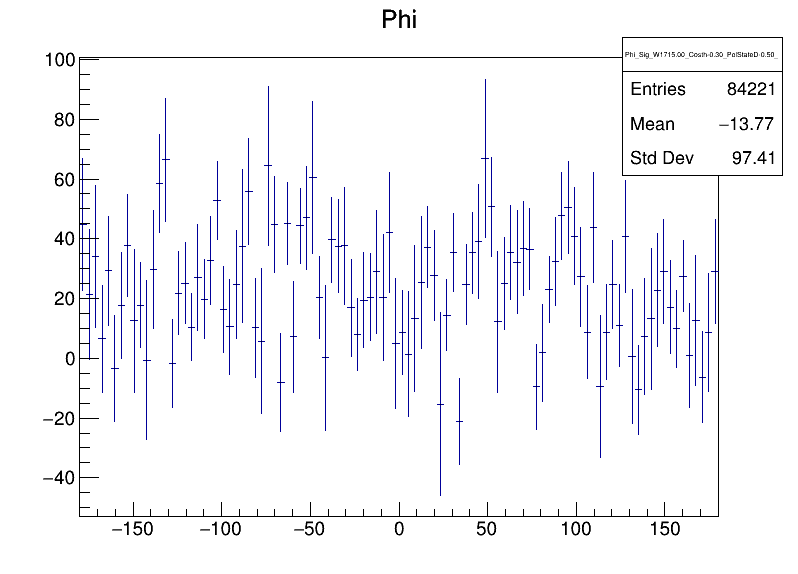 Phi
Phi_Sig_W1715.00_Costh-0.30_PolStateD-0.50_
Entries 84221
Mean −13.77
Std Dev 97.41
100
80
60
40
20
0
−20
−40
−150 −100 −50 0 50 100 150